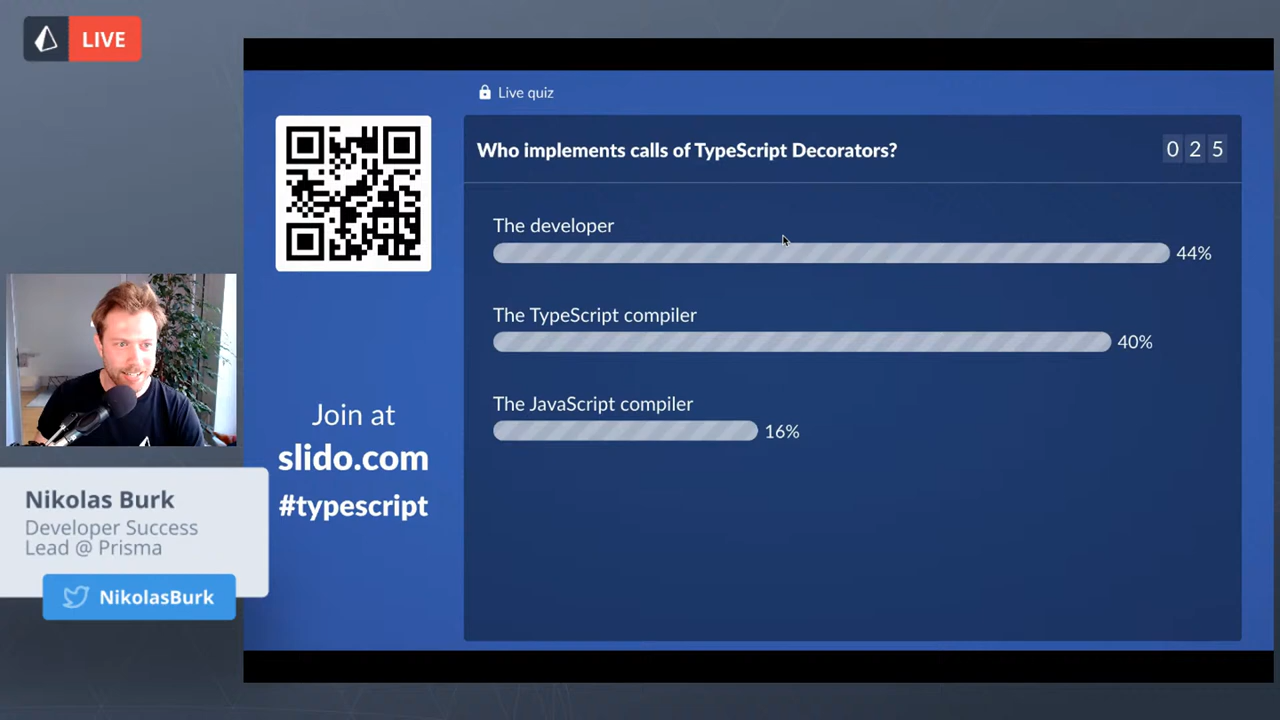 LIVE
Live quiz
Who implements calls of TypeScript Decorators?
0 2 5
The developer
44%
The TypeScript compiler
40%
The JavaScript compiler
16%
Join at
slido.com
#typescript
Nikolas Burk
Developer Success
Lead @ Prisma
NikolasBurk